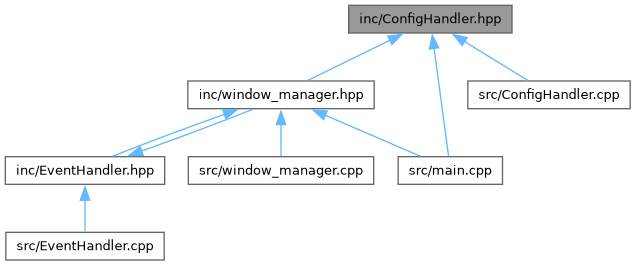 inc/ConfigHandler.hpp
inc/window_manager.hpp
src/ConfigHandler.cpp
inc/EventHandler.hpp
src/window_manager.cpp
src/main.cpp
src/EventHandler.cpp